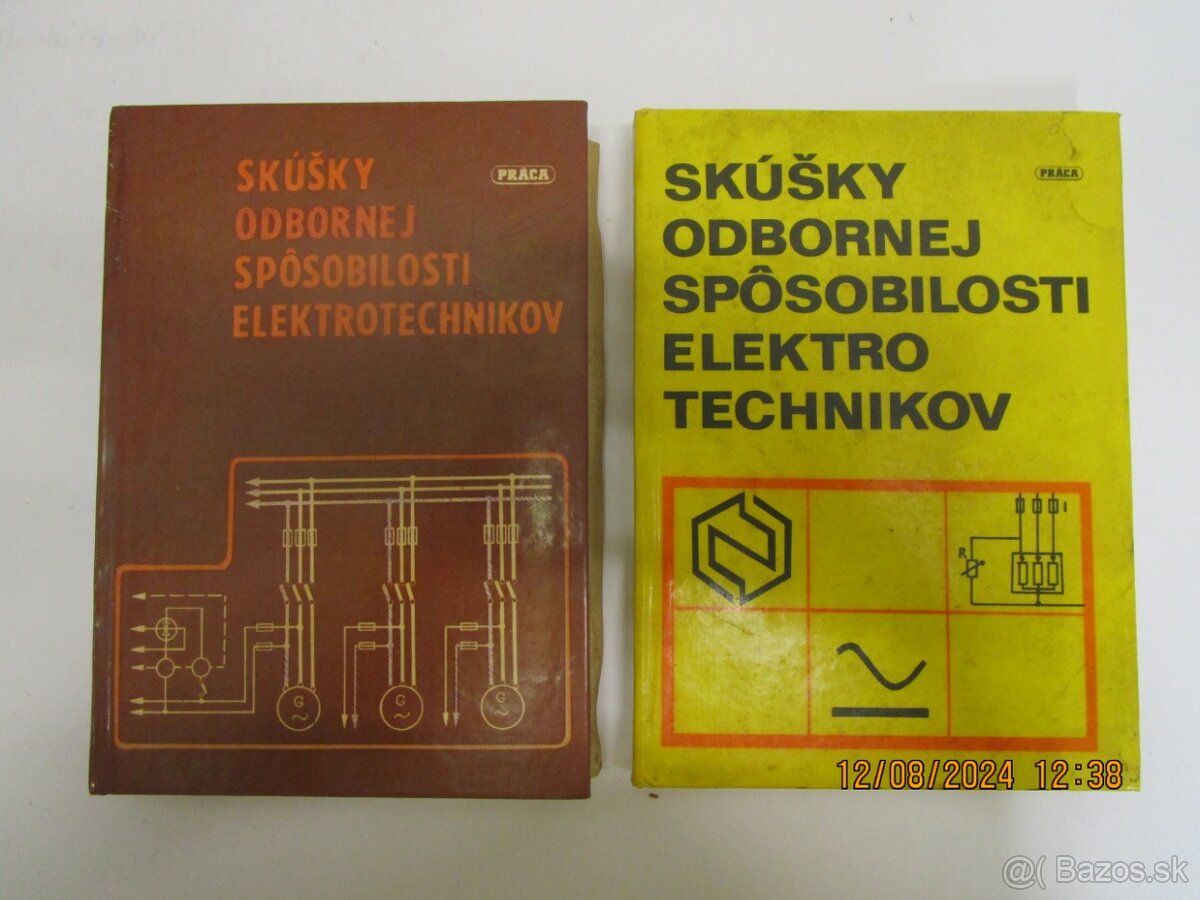 SKÚŠKY
ODBORNEJ
SPÔSOBILOSTI
ELEKTROTECHNIKOV
PRÁCA
G
G
G
SKÚŠKY
ODBORNEJ
SPÔSOBILOSTI
ELEKTRO
TECHNIKOV
PRÁCA
I
R
12/08/2024 12:38
@( Bazos.sk